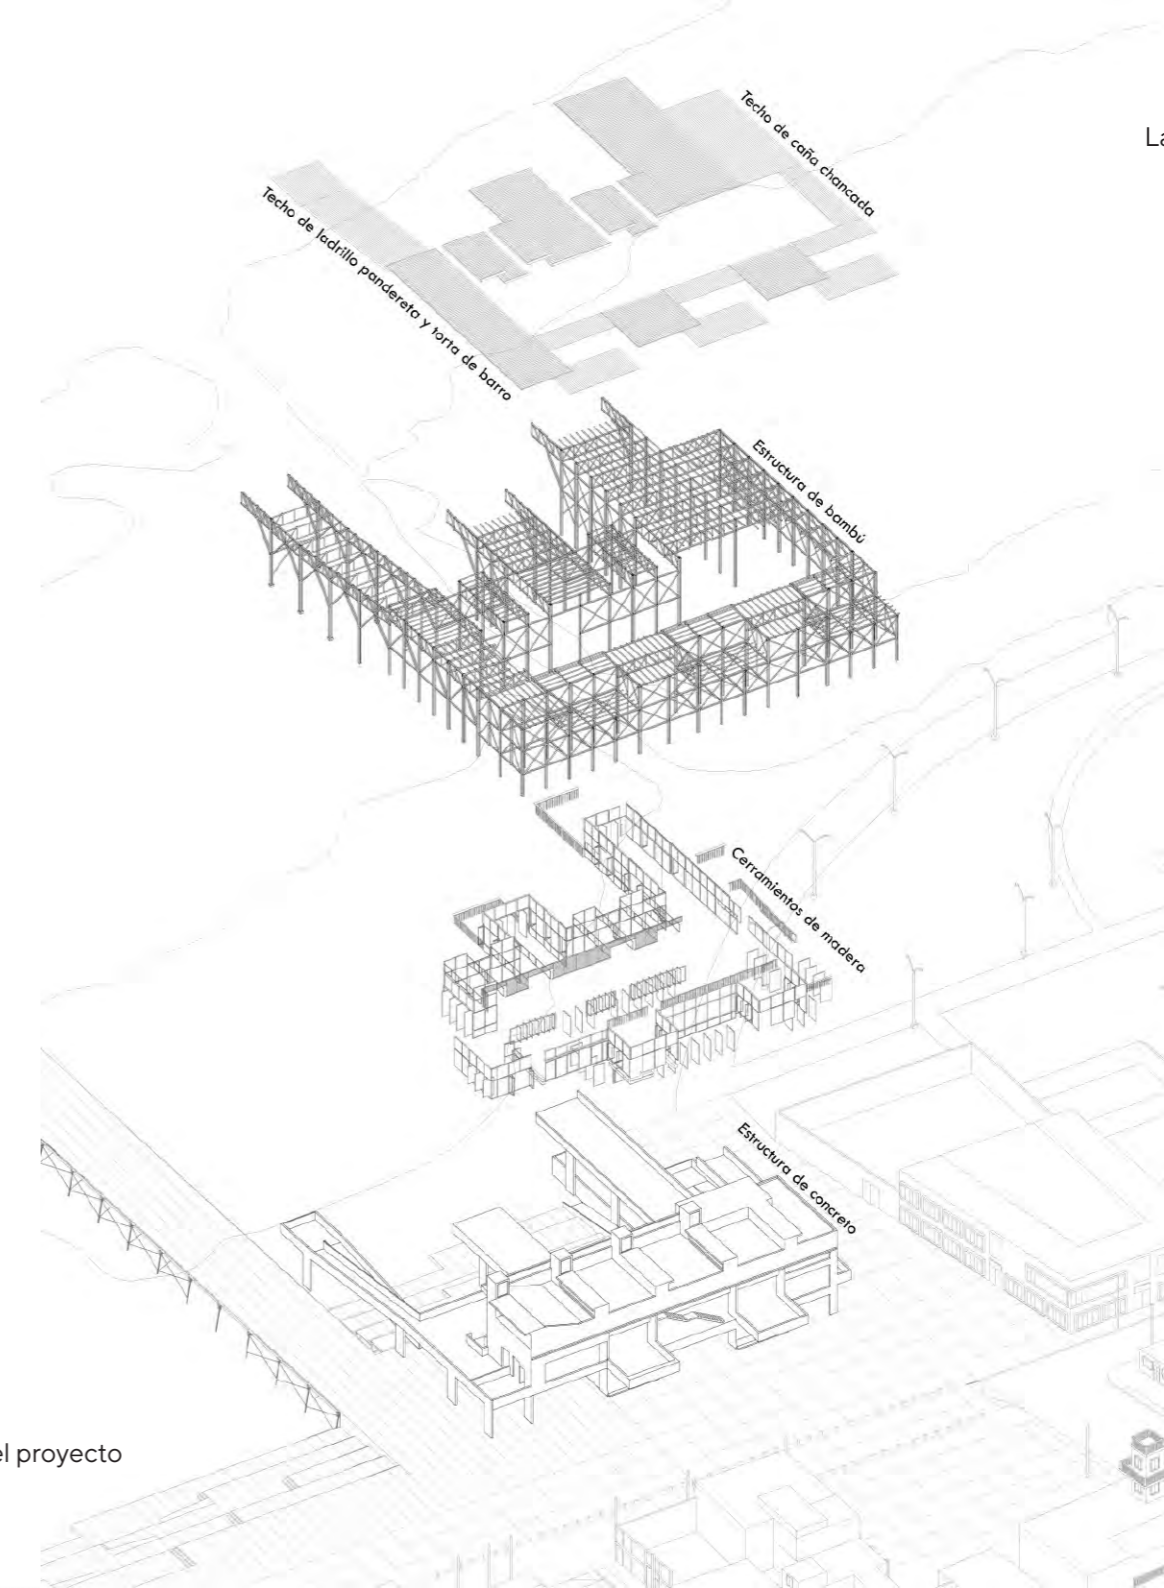 La
Techo de caña chancada
Techo de ladrillo pandereta y torta de barro
Estructura de bambú
Cerramientos de madera
Estructura de concreto
el proyecto